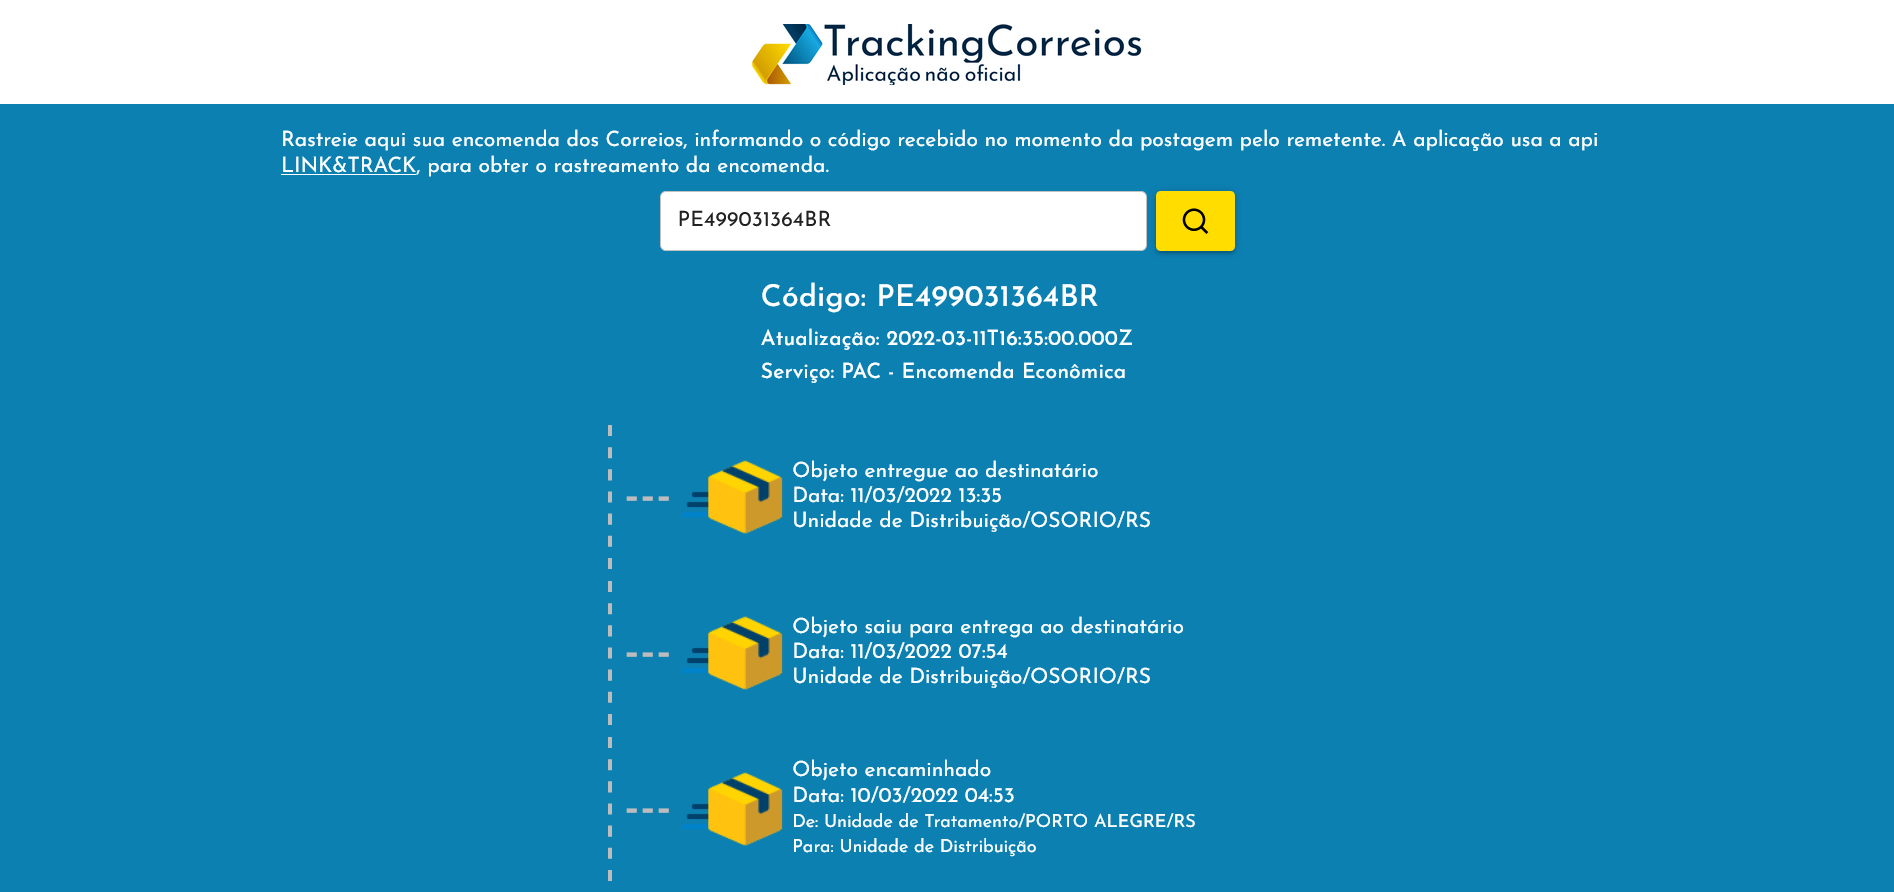 TrackingCorreios
Aplicação não oficial
Rastreie aqui sua encomenda dos Correios, informando o código recebido no momento da postagem pelo remetente. A aplicação usa a api
LINK&TRACK, para obter o rastreamento da encomenda.
PE499031364BR
Código: PE499031364BR
Atualização: 2022-03-11T16:35:00.000Z
Serviço: PAC - Encomenda Econômica
Objeto entregue ao destinatário
Data: 11/03/2022 13:35
Unidade de Distribuição/OSORIO/RS
Objeto saiu para entrega ao destinatário
Data: 11/03/2022 07:54
Unidade de Distribuição/OSORIO/RS
Objeto encaminhado
Data: 10/03/2022 04:53
De: Unidade de Tratamento/PORTO ALEGRE/RS
Para: Unidade de Distribuição